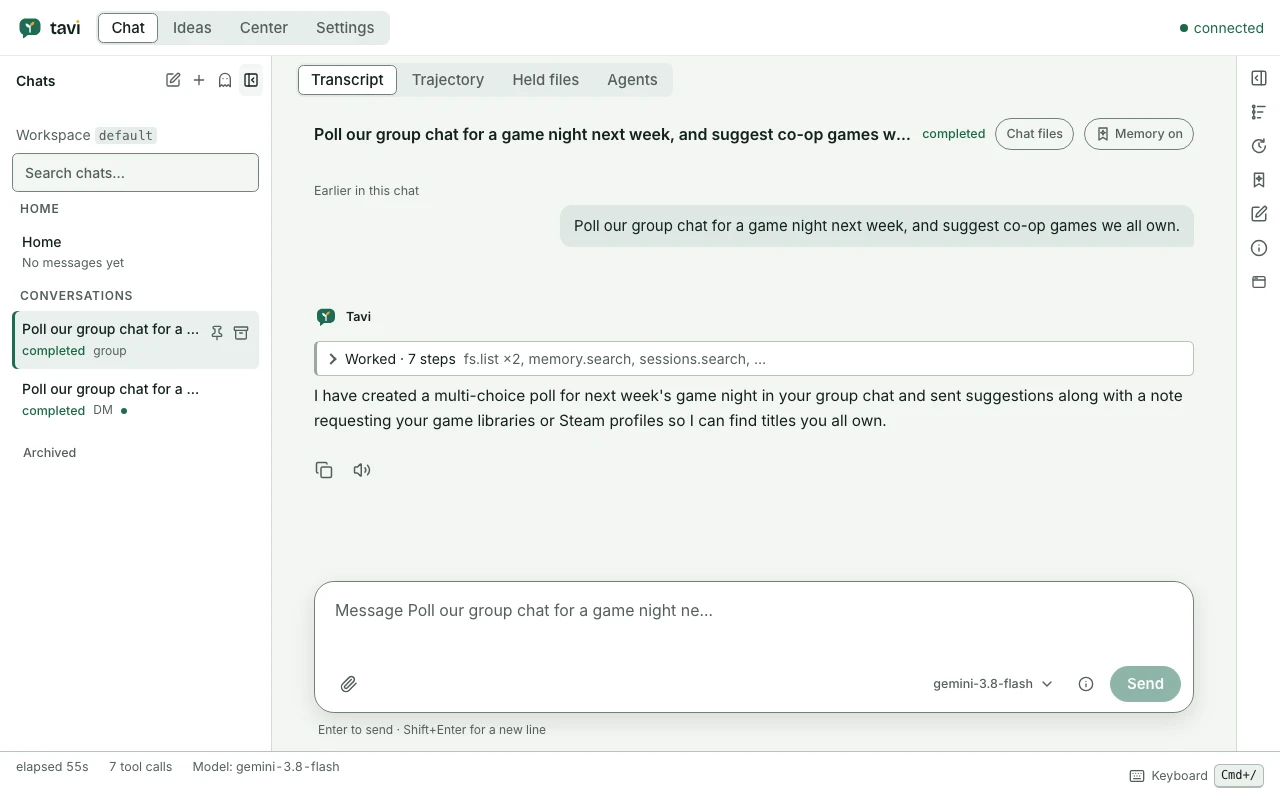 tavi
Chat
Ideas
Center
Settings
connected
Chats
Workspace default
Search chats...
HOME
Home
No messages yet
CONVERSATIONS
Poll our group chat for a ...
completed group
Poll our group chat for a ...
completed DM
Archived
Transcript
Trajectory
Held files
Agents
Poll our group chat for a game night next week, and suggest co-op games w...
completed
Chat files
Memory on
Earlier in this chat
Poll our group chat for a game night next week, and suggest co-op games we all own.
Tavi
Worked · 7 steps fs.list ×2, memory.search, sessions.search, ...
I have created a multi-choice poll for next week's game night in your group chat and sent suggestions along with a note
requesting your game libraries or Steam profiles so I can find titles you all own.
Message Poll our group chat for a game night ne...
gemini-3.8-flash
Send
Enter to send · Shift+Enter for a new line
elapsed 55s
7 tool calls
Model: gemini-3.8-flash
Keyboard Cmd+/